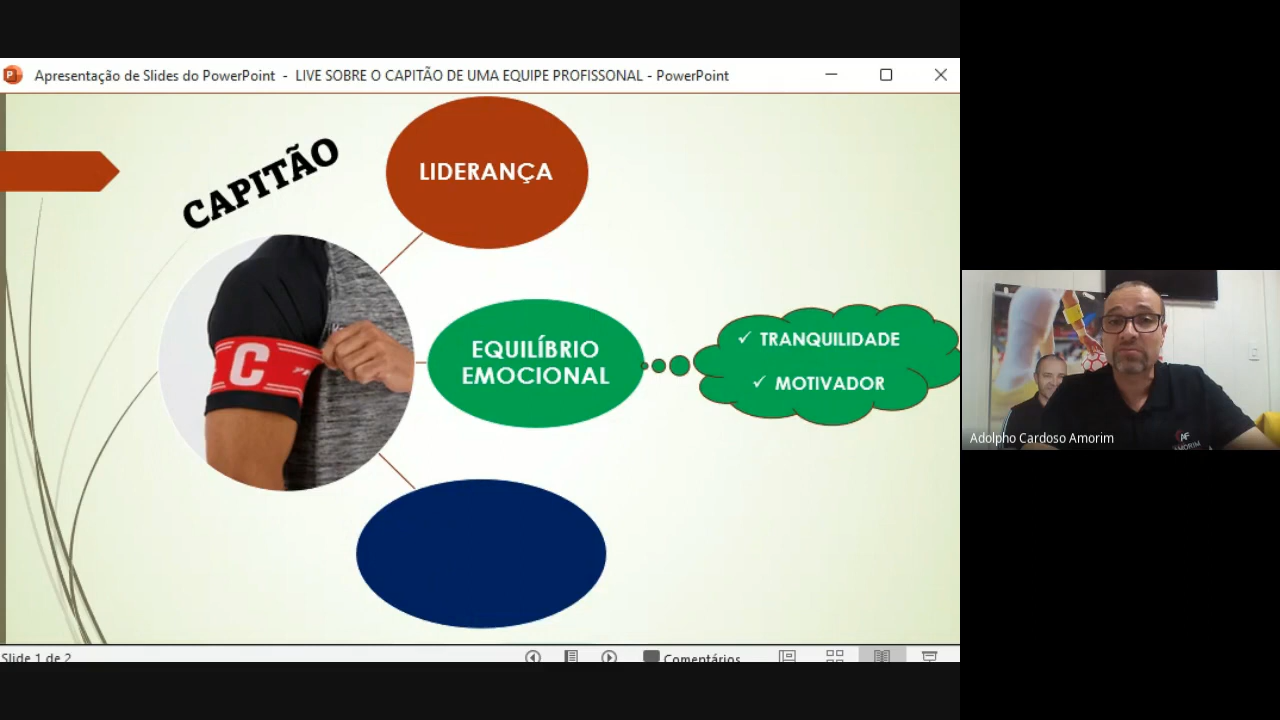 Apresentação de Slides do PowerPoint - LIVE SOBRE O CAPITÃO DE UMA EQUIPE PROFISSONAL - PowerPoint
CAPITÃO
LIDERANÇA
C
EQUILÍBRIO
EMOCIONAL
✓ TRANQUILIDADE
✓ MOTIVADOR
Adolpho Cardoso Amorim
Slide 1 de 2
Comentários